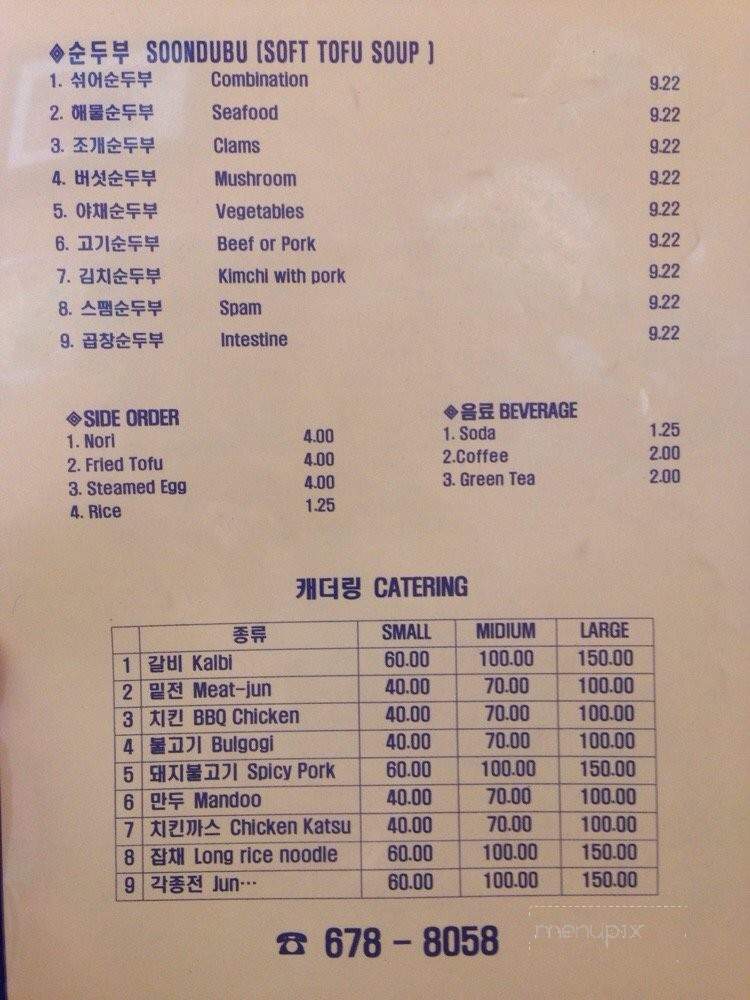 ◈순두부 SOONDUBU (SOFT TOFU SOUP )
1. 섞어순두부 Combination 9.22
2. 해물순두부 Seafood 9.22
3. 조개순두부 Clams 9.22
4. 버섯순두부 Mushroom 9.22
5. 야채순두부 Vegetables 9.22
6. 고기순두부 Beef or Pork 9.22
7. 김치순두부 Kimchi with pork 9.22
8. 스팸순두부 Spam 9.22
9. 곱창순두부 Intestine 9.22
◈SIDE ORDER
1. Nori 4.00
2. Fried Tofu 4.00
3. Steamed Egg 4.00
4. Rice 1.25
◈음료 BEVERAGE
1. Soda 1.25
2.Coffee 2.00
3. Green Tea 2.00
캐더링 CATERING
종류 SMALL MIDIUM LARGE
1 갈비 Kalbi 60.00 100.00 150.00
2 밑전 Meat-jun 40.00 70.00 100.00
3 치킨 BBQ Chicken 40.00 70.00 100.00
4 불고기 Bulgogi 40.00 70.00 100.00
5 돼지불고기 Spicy Pork 60.00 100.00 150.00
6 만두 Mandoo 40.00 70.00 100.00
7 치킨까스 Chicken Katsu 40.00 70.00 100.00
8 잡채 Long rice noodle 60.00 100.00 150.00
9 각종전 Jun… 60.00 100.00 150.00
☎ 678 - 8058
menupix